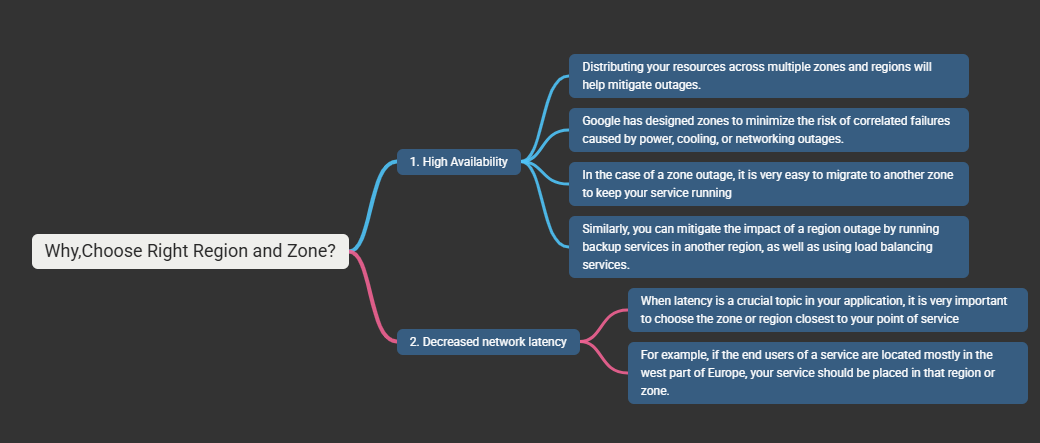 Why,Choose Right Region and Zone?
1. High Availability
Distributing your resources across multiple zones and regions will
help mitigate outages.
Google has designed zones to minimize the risk of correlated failures
caused by power, cooling, or networking outages.
In the case of a zone outage, it is very easy to migrate to another zone
to keep your service running
Similarly, you can mitigate the impact of a region outage by running
backup services in another region, as well as using load balancing
services.
2. Decreased network latency
When latency is a crucial topic in your application, it is very important
to choose the zone or region closest to your point of service
For example, if the end users of a service are located mostly in the
west part of Europe, your service should be placed in that region or
zone.